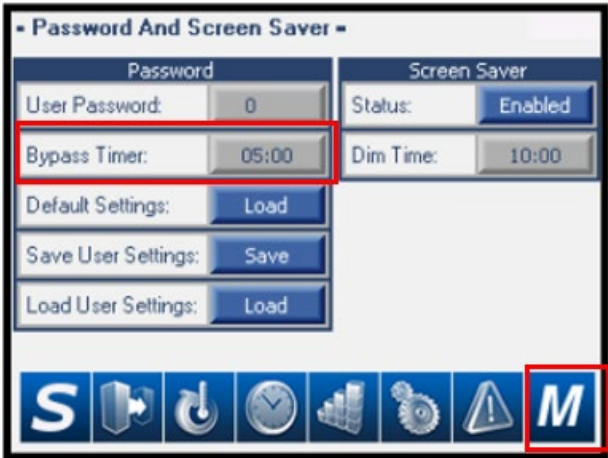 - Password And Screen Saver -
Password
User Password: 0
Bypass Timer: 05:00
Default Settings: Load
Save User Settings: Save
Load User Settings: Load
Screen Saver
Status: Enabled
Dim Time: 10:00
S
M